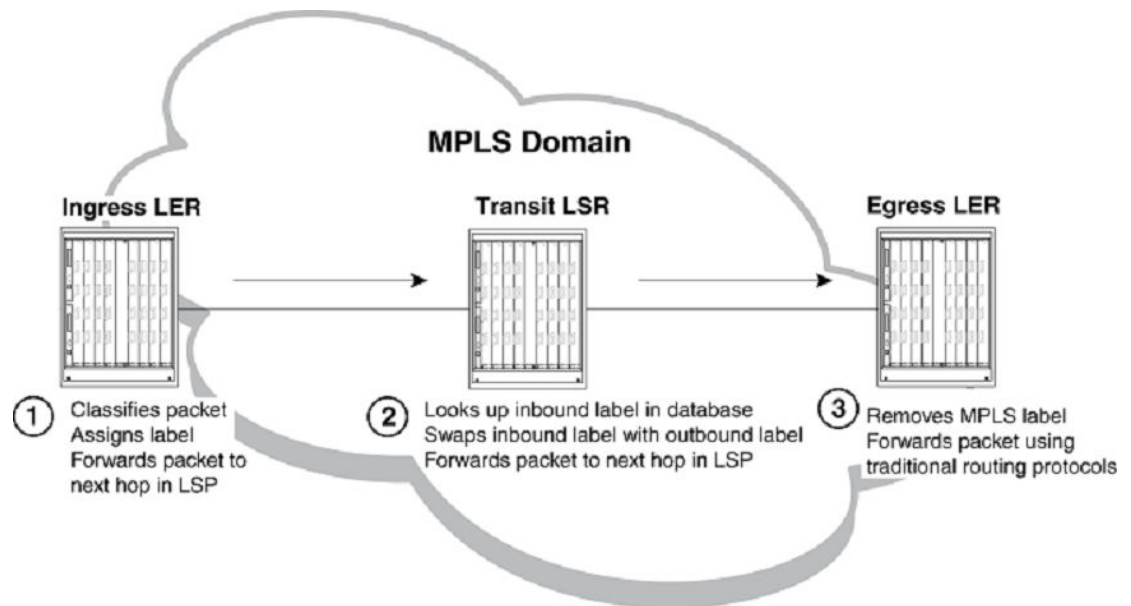 MPLS Domain
Ingress LER
Transit LSR
Egress LER
1
Classifies packet
Assigns label
Forwards packet to
next hop in LSP
2
Looks up inbound label in database
Swaps inbound label with outbound label
Forwards packet to next hop in LSP
3
Removes MPLS label
Forwards packet using
traditional routing protocols